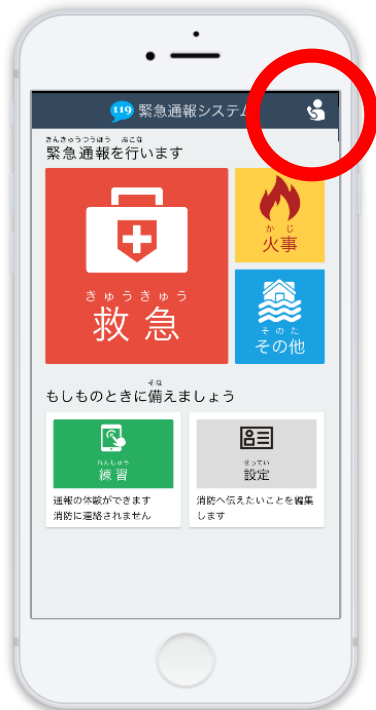 119 緊急通報システム
きんきゅうつうほう おこな
緊急通報を行います
きゅうきゅう
救急
かじ
火事
そのた
その他
そな
もしものときに備えましょう
れんしゅう
練習
通報の体験ができます
消防に連絡されません
せってい
設定
消防へ伝えたいことを編集
します